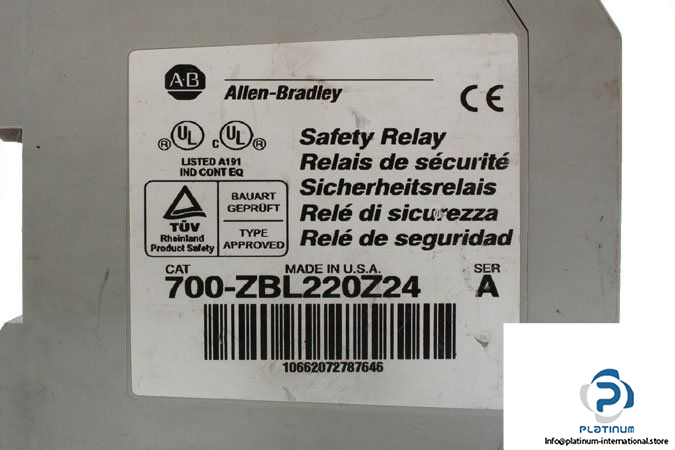 A-B Allen-Bradley
CE
UL ® c UL ®
LISTED A191
IND CONT EQ
Safety Relay
Relais de sécurité
Sicherheitsrelais
Relé di sicurezza
Relé de seguridad
TÜV
Rheinland
Product Safety
BAUART
GEPRÜFT
TYPE
APPROVED
CAT MADE IN U.S.A. SER
700-ZBL220Z24 A
10662072787646
PLATINUM
Info@platinum-international.store